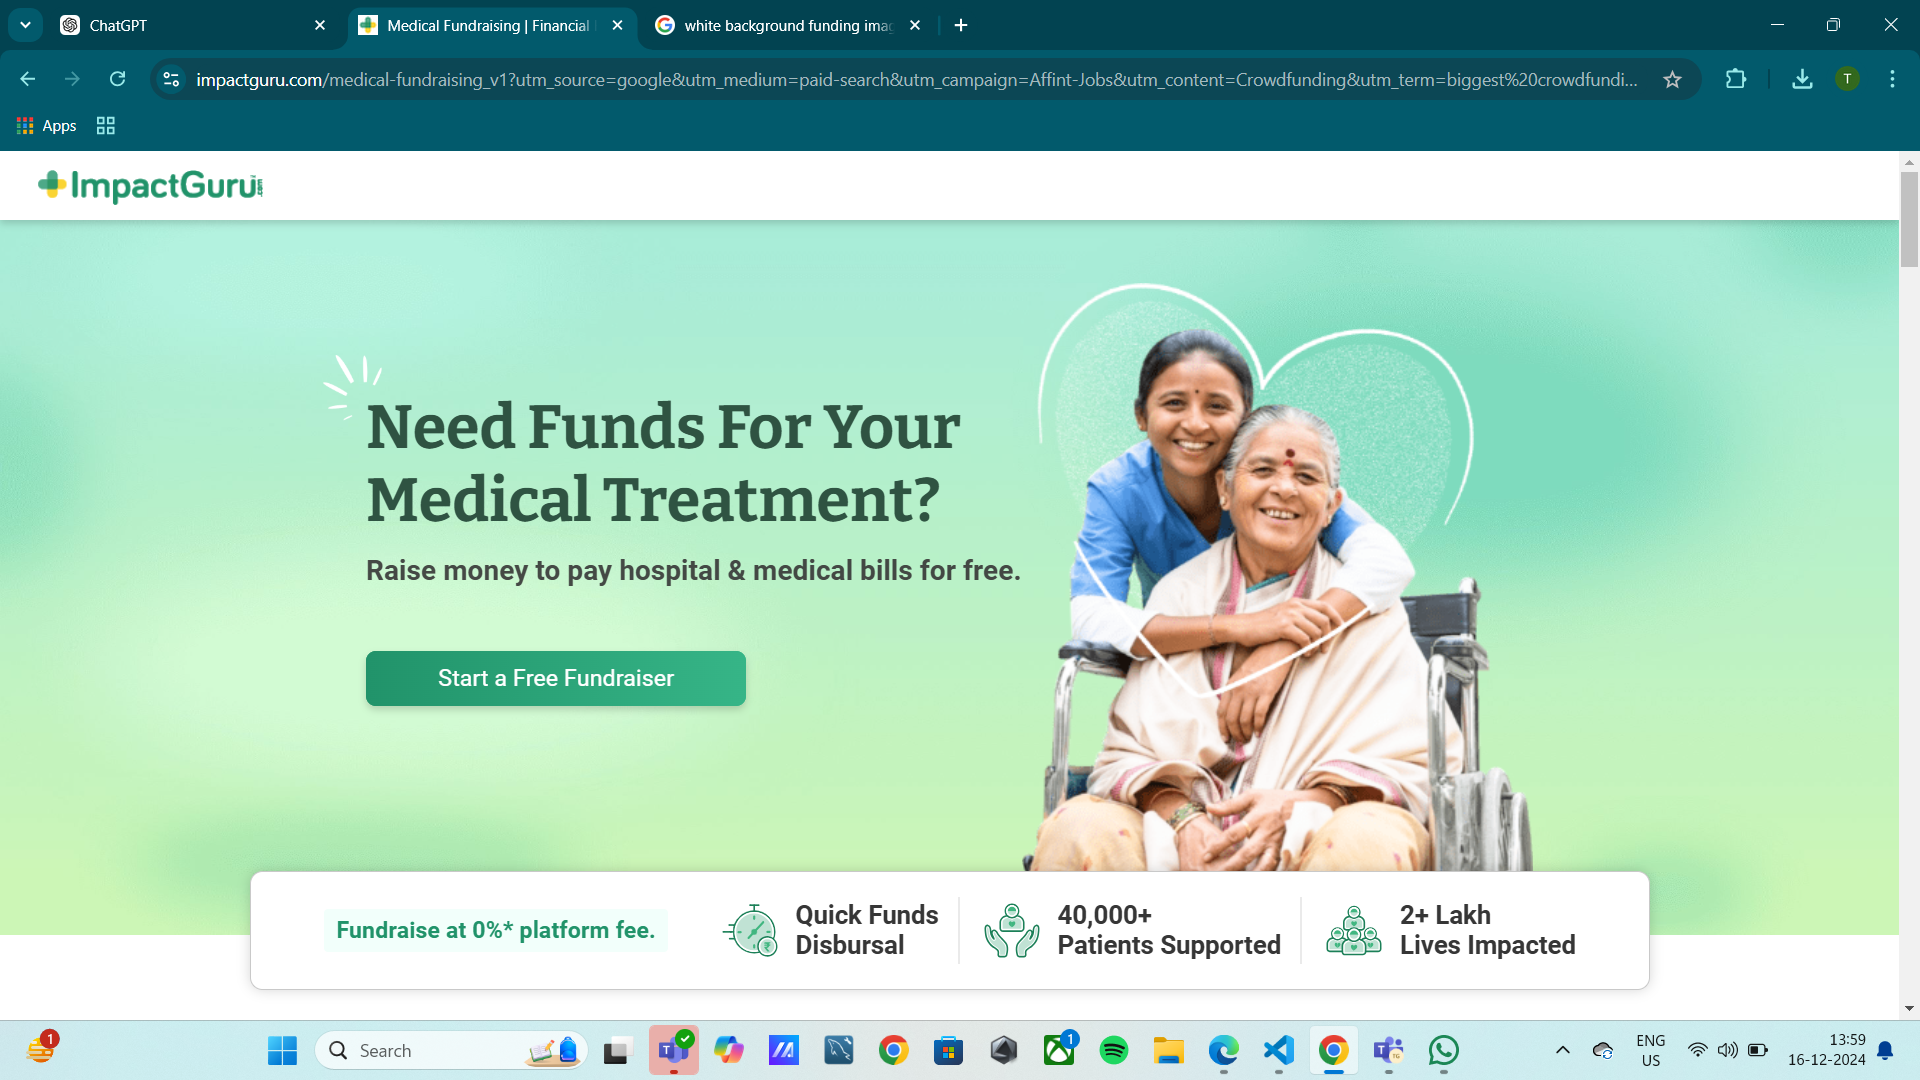 ChatGPT
Medical Fundraising | Financial
white background funding imag
impactguru.com/medical-fundraising_v1?utm_source=google&utm_medium=paid-search&utm_campaign=Affint-Jobs&utm_content=Crowdfunding&utm_term=biggest%20crowdfundi...
T
Apps
ImpactGuru.com
Need Funds For Your
Medical Treatment?
Raise money to pay hospital & medical bills for free.
Start a Free Fundraiser
Fundraise at 0%* platform fee.
Quick Funds
Disbursal
40,000+
Patients Supported
2+ Lakh
Lives Impacted
1
Search
1
ENG
US
13:59
16-12-2024